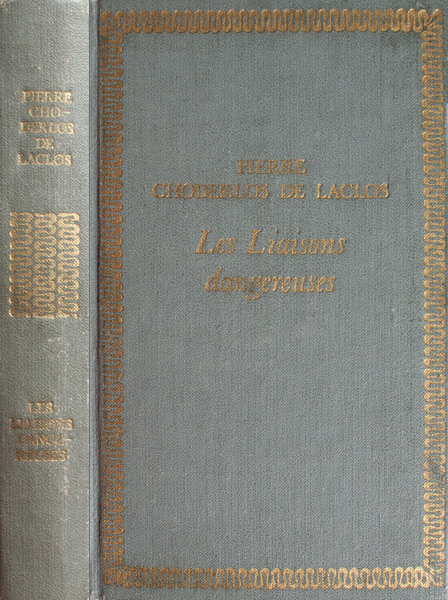 PIERRE
CHO-
DERLOS
DE
LACLOS
LES
LIAISONS
DANGE-
REUSES
PIERRE
CHODERLOS DE LACLOS
Les Liaisons
dangereuses